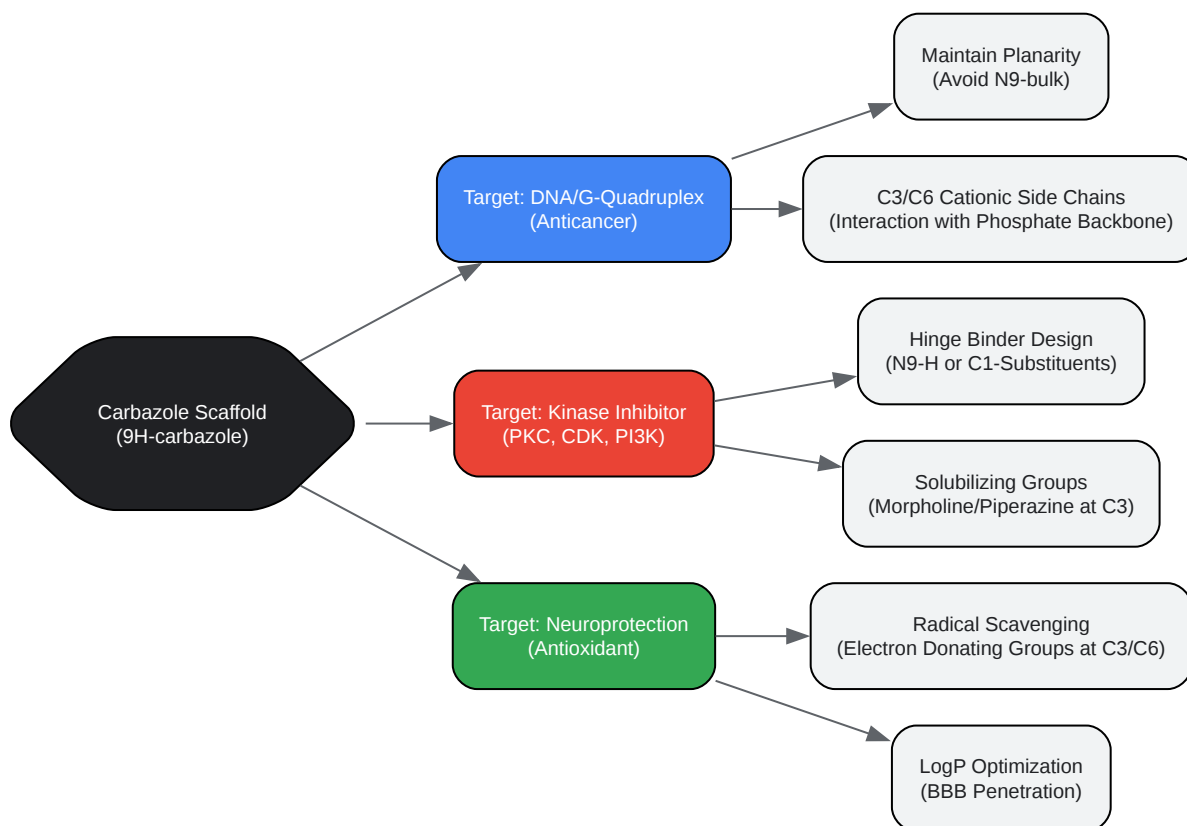 Carbazole Scaffold
(9H-carbazole)
Target: DNA/G-Quadruplex
(Anticancer)
Maintain Planarity
(Avoid N9-bulk)
C3/C6 Cationic Side Chains
(Interaction with Phosphate Backbone)
Target: Kinase Inhibitor
(PKC, CDK, PI3K)
Hinge Binder Design
(N9-H or C1-Substituents)
Solubilizing Groups
(Morpholine/Piperazine at C3)
Target: Neuroprotection
(Antioxidant)
Radical Scavenging
(Electron Donating Groups at C3/C6)
LogP Optimization
(BBB Penetration)